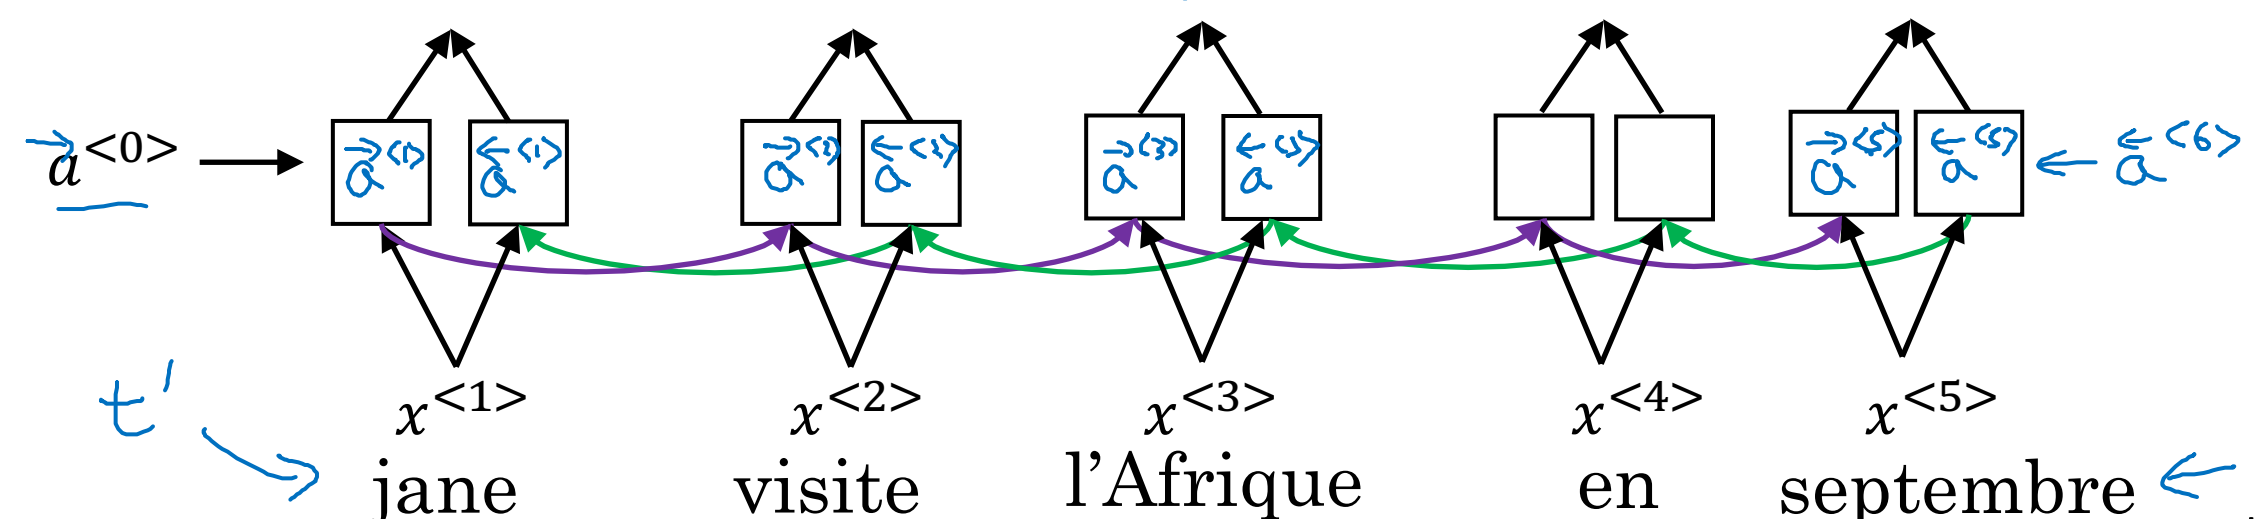 →a<0> →a<1> ←a<1> →a<2> ←a<2> →a<3> ←a<3> →a<5> ←a<5> ←a<6>
t'
x<1> x<2> x<3> x<4> x<5>
jane visite l’Afrique en septembre